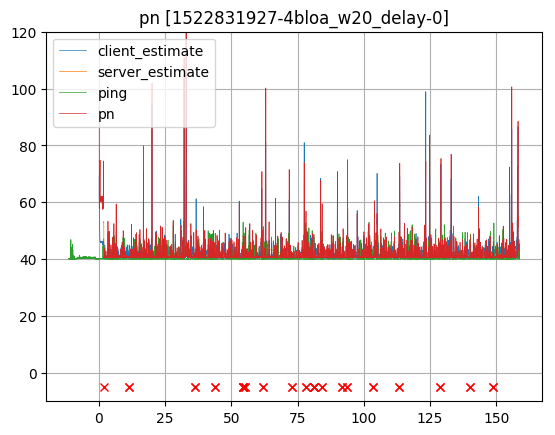 pn [1522831927-4bloa_w20_delay-0]
client_estimate
server_estimate
ping
pn
120
100
80
60
40
20
0
0 25 50 75 100 125 150